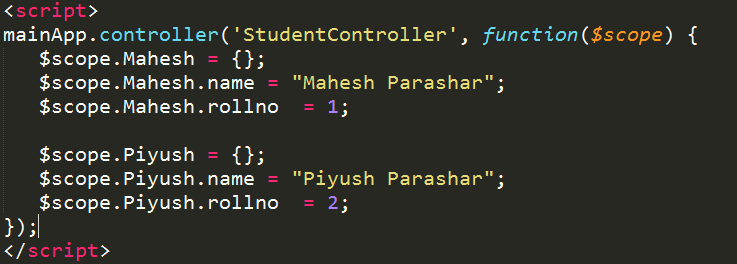 <script>
mainApp.controller('StudentController', function($scope) {
$scope.Mahesh = {};
$scope.Mahesh.name = "Mahesh Parashar";
$scope.Mahesh.rollno  = 1;
$scope.Piyush = {};
$scope.Piyush.name = "Piyush Parashar";
$scope.Piyush.rollno  = 2;
});
</script>